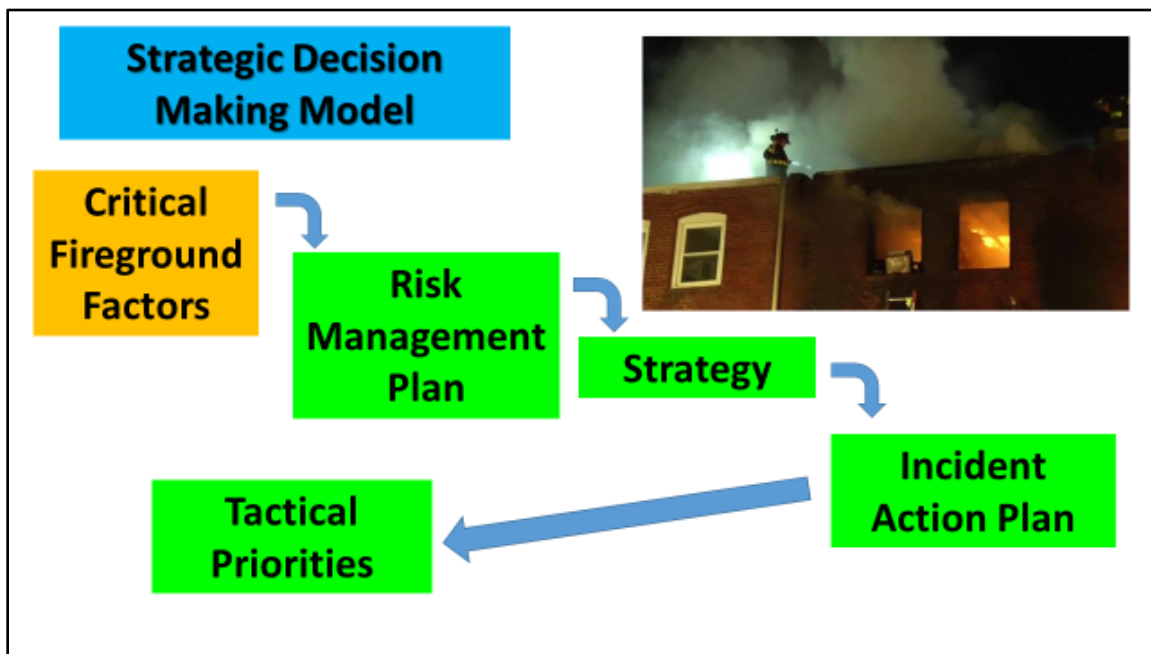 Strategic Decision
Making Model
Critical
Fireground
Factors
Risk
Management
Plan
Strategy
Incident
Action Plan
Tactical
Priorities